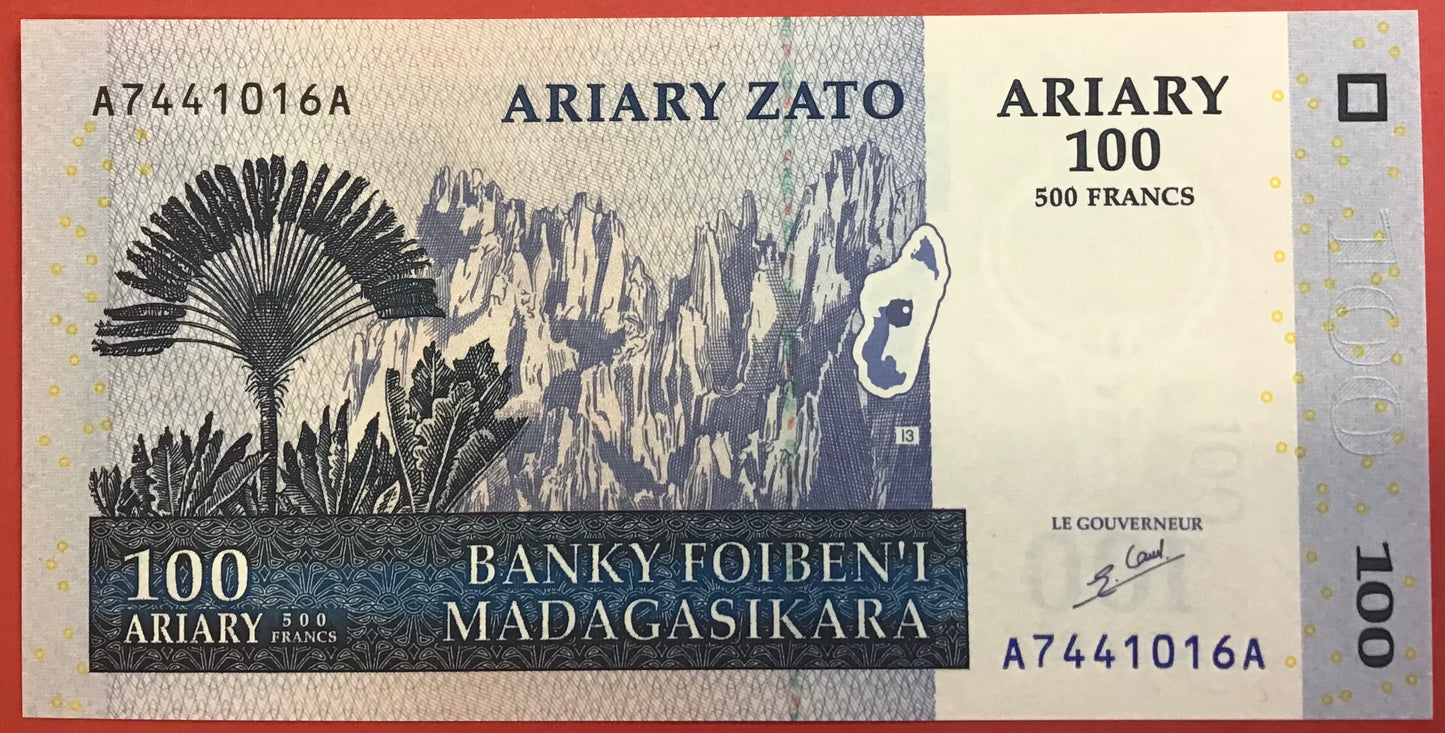 A7441016A
ARIARY ZATO
ARIARY
100
500 FRANCS
100
13
LE GOUVERNEUR
100
ARIARY 500 FRANCS
BANKY FOIBEN'I
MADAGASIKARA
A7441016A
100